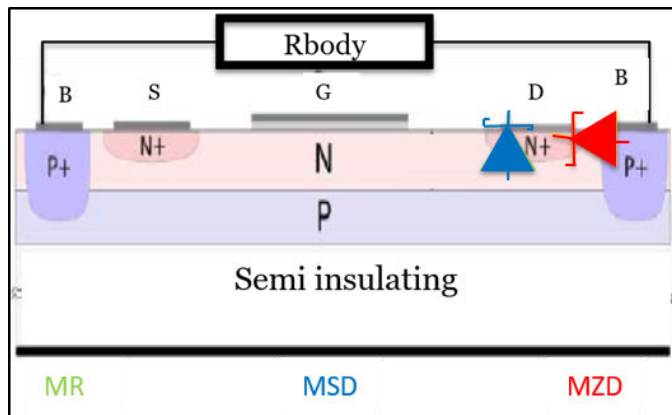 Rbody
B S G D B
P+ N+ N N+ P+
P
Semi insulating
MR MSD MZD